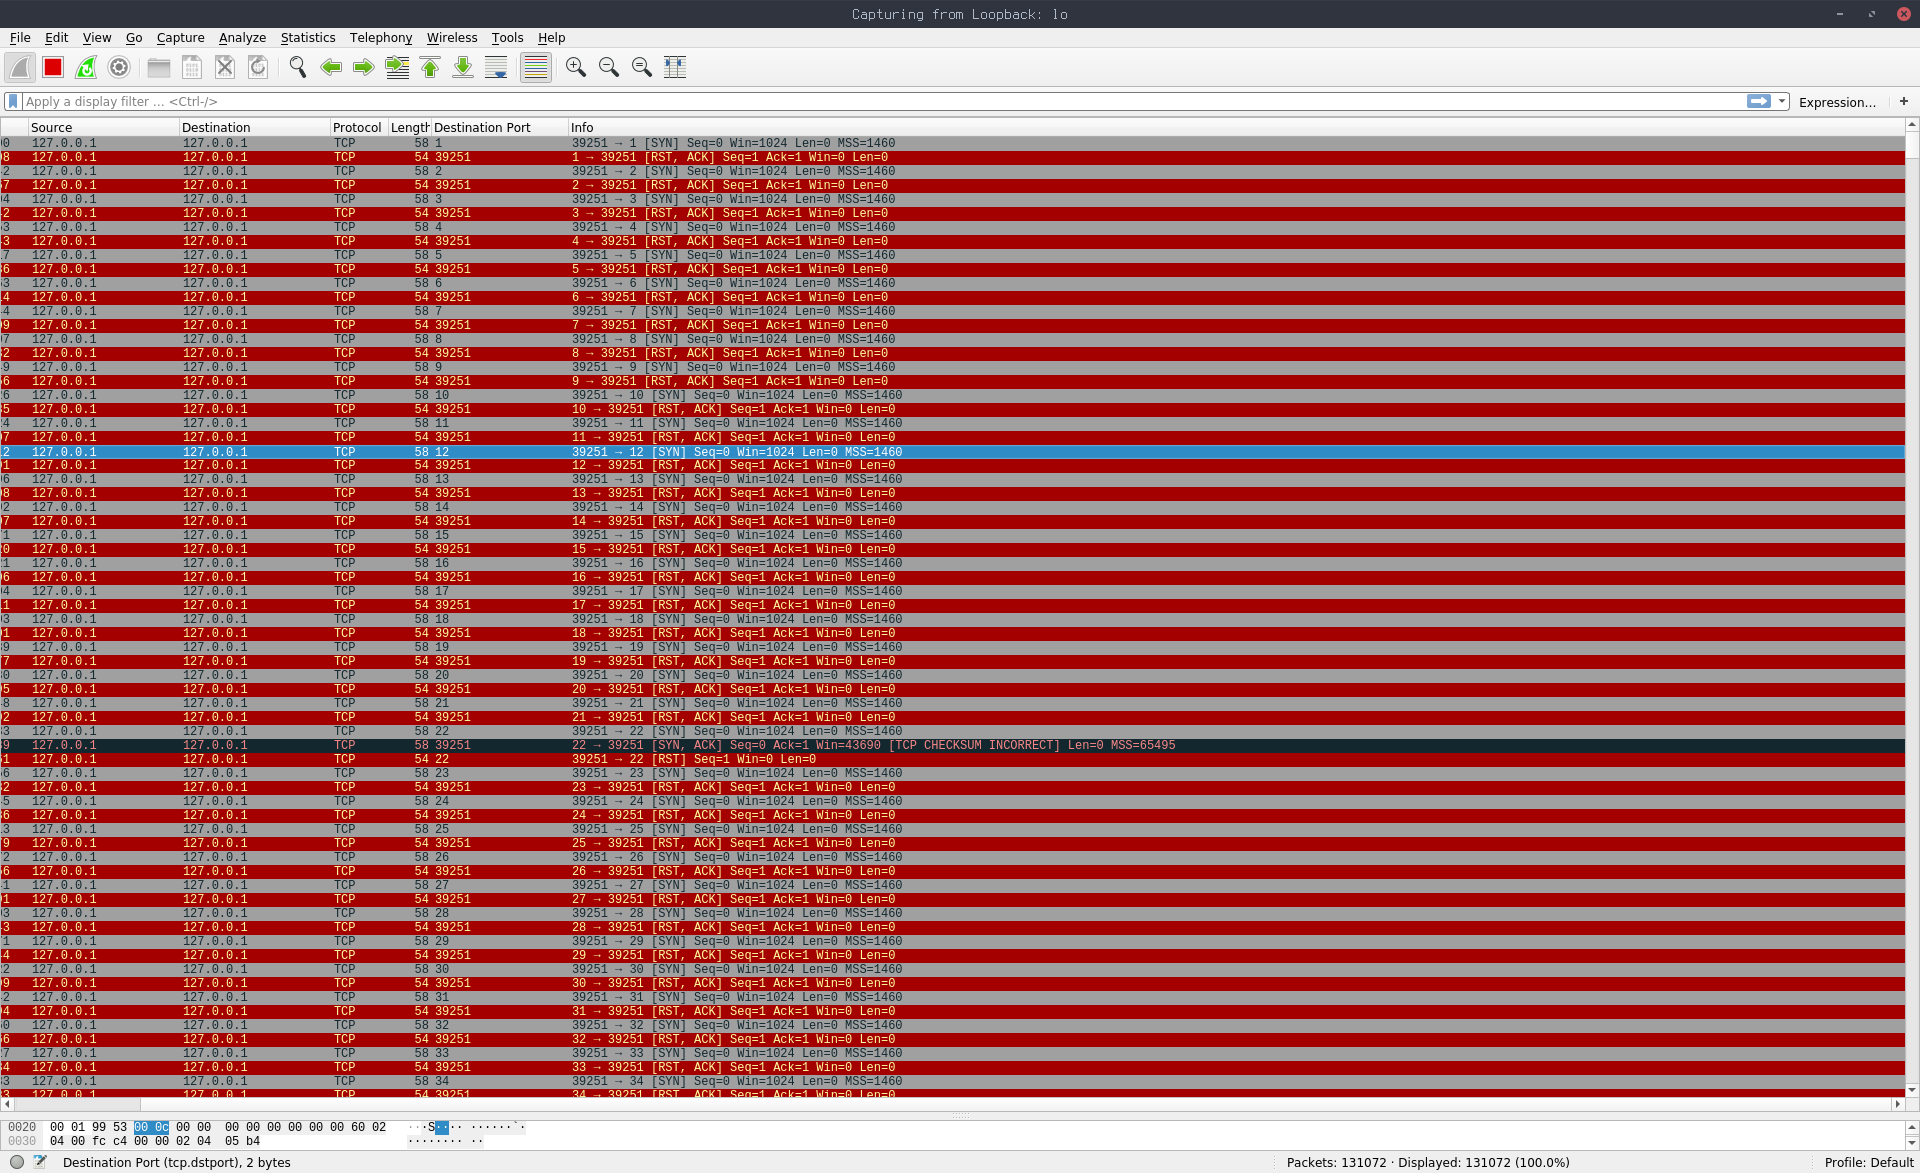 Capturing from Loopback: lo
File Edit View Go Capture Analyze Statistics Telephony Wireless Tools Help
Apply a display filter ... <Ctrl-/> Expression... +
Source Destination Protocol Length Destination Port Info
127.0.0.1 127.0.0.1 TCP 58 1 39251 → 1 [SYN] Seq=0 Win=1024 Len=0 MSS=1460
127.0.0.1 127.0.0.1 TCP 54 39251 1 → 39251 [RST, ACK] Seq=1 Ack=1 Win=0 Len=0
127.0.0.1 127.0.0.1 TCP 58 2 39251 → 2 [SYN] Seq=0 Win=1024 Len=0 MSS=1460
127.0.0.1 127.0.0.1 TCP 54 39251 2 → 39251 [RST, ACK] Seq=1 Ack=1 Win=0 Len=0
127.0.0.1 127.0.0.1 TCP 58 3 39251 → 3 [SYN] Seq=0 Win=1024 Len=0 MSS=1460
127.0.0.1 127.0.0.1 TCP 54 39251 3 → 39251 [RST, ACK] Seq=1 Ack=1 Win=0 Len=0
127.0.0.1 127.0.0.1 TCP 58 4 39251 → 4 [SYN] Seq=0 Win=1024 Len=0 MSS=1460
127.0.0.1 127.0.0.1 TCP 54 39251 4 → 39251 [RST, ACK] Seq=1 Ack=1 Win=0 Len=0
127.0.0.1 127.0.0.1 TCP 58 5 39251 → 5 [SYN] Seq=0 Win=1024 Len=0 MSS=1460
127.0.0.1 127.0.0.1 TCP 54 39251 5 → 39251 [RST, ACK] Seq=1 Ack=1 Win=0 Len=0
127.0.0.1 127.0.0.1 TCP 58 6 39251 → 6 [SYN] Seq=0 Win=1024 Len=0 MSS=1460
127.0.0.1 127.0.0.1 TCP 54 39251 6 → 39251 [RST, ACK] Seq=1 Ack=1 Win=0 Len=0
127.0.0.1 127.0.0.1 TCP 58 7 39251 → 7 [SYN] Seq=0 Win=1024 Len=0 MSS=1460
127.0.0.1 127.0.0.1 TCP 54 39251 7 → 39251 [RST, ACK] Seq=1 Ack=1 Win=0 Len=0
127.0.0.1 127.0.0.1 TCP 58 8 39251 → 8 [SYN] Seq=0 Win=1024 Len=0 MSS=1460
127.0.0.1 127.0.0.1 TCP 54 39251 8 → 39251 [RST, ACK] Seq=1 Ack=1 Win=0 Len=0
127.0.0.1 127.0.0.1 TCP 58 9 39251 → 9 [SYN] Seq=0 Win=1024 Len=0 MSS=1460
127.0.0.1 127.0.0.1 TCP 54 39251 9 → 39251 [RST, ACK] Seq=1 Ack=1 Win=0 Len=0
127.0.0.1 127.0.0.1 TCP 58 10 39251 → 10 [SYN] Seq=0 Win=1024 Len=0 MSS=1460
127.0.0.1 127.0.0.1 TCP 54 39251 10 → 39251 [RST, ACK] Seq=1 Ack=1 Win=0 Len=0
127.0.0.1 127.0.0.1 TCP 58 11 39251 → 11 [SYN] Seq=0 Win=1024 Len=0 MSS=1460
127.0.0.1 127.0.0.1 TCP 54 39251 11 → 39251 [RST, ACK] Seq=1 Ack=1 Win=0 Len=0
127.0.0.1 127.0.0.1 TCP 58 12 39251 → 12 [SYN] Seq=0 Win=1024 Len=0 MSS=1460
127.0.0.1 127.0.0.1 TCP 54 39251 12 → 39251 [RST, ACK] Seq=1 Ack=1 Win=0 Len=0
127.0.0.1 127.0.0.1 TCP 58 13 39251 → 13 [SYN] Seq=0 Win=1024 Len=0 MSS=1460
127.0.0.1 127.0.0.1 TCP 54 39251 13 → 39251 [RST, ACK] Seq=1 Ack=1 Win=0 Len=0
127.0.0.1 127.0.0.1 TCP 58 14 39251 → 14 [SYN] Seq=0 Win=1024 Len=0 MSS=1460
127.0.0.1 127.0.0.1 TCP 54 39251 14 → 39251 [RST, ACK] Seq=1 Ack=1 Win=0 Len=0
127.0.0.1 127.0.0.1 TCP 58 15 39251 → 15 [SYN] Seq=0 Win=1024 Len=0 MSS=1460
127.0.0.1 127.0.0.1 TCP 54 39251 15 → 39251 [RST, ACK] Seq=1 Ack=1 Win=0 Len=0
127.0.0.1 127.0.0.1 TCP 58 16 39251 → 16 [SYN] Seq=0 Win=1024 Len=0 MSS=1460
127.0.0.1 127.0.0.1 TCP 54 39251 16 → 39251 [RST, ACK] Seq=1 Ack=1 Win=0 Len=0
127.0.0.1 127.0.0.1 TCP 58 17 39251 → 17 [SYN] Seq=0 Win=1024 Len=0 MSS=1460
127.0.0.1 127.0.0.1 TCP 54 39251 17 → 39251 [RST, ACK] Seq=1 Ack=1 Win=0 Len=0
127.0.0.1 127.0.0.1 TCP 58 18 39251 → 18 [SYN] Seq=0 Win=1024 Len=0 MSS=1460
127.0.0.1 127.0.0.1 TCP 54 39251 18 → 39251 [RST, ACK] Seq=1 Ack=1 Win=0 Len=0
127.0.0.1 127.0.0.1 TCP 58 19 39251 → 19 [SYN] Seq=0 Win=1024 Len=0 MSS=1460
127.0.0.1 127.0.0.1 TCP 54 39251 19 → 39251 [RST, ACK] Seq=1 Ack=1 Win=0 Len=0
127.0.0.1 127.0.0.1 TCP 58 20 39251 → 20 [SYN] Seq=0 Win=1024 Len=0 MSS=1460
127.0.0.1 127.0.0.1 TCP 54 39251 20 → 39251 [RST, ACK] Seq=1 Ack=1 Win=0 Len=0
127.0.0.1 127.0.0.1 TCP 58 21 39251 → 21 [SYN] Seq=0 Win=1024 Len=0 MSS=1460
127.0.0.1 127.0.0.1 TCP 54 39251 21 → 39251 [RST, ACK] Seq=1 Ack=1 Win=0 Len=0
127.0.0.1 127.0.0.1 TCP 58 22 39251 → 22 [SYN] Seq=0 Win=1024 Len=0 MSS=1460
127.0.0.1 127.0.0.1 TCP 58 39251 22 → 39251 [SYN, ACK] Seq=0 Ack=1 Win=43690 [TCP CHECKSUM INCORRECT] Len=0 MSS=65495
127.0.0.1 127.0.0.1 TCP 54 22 39251 → 22 [RST] Seq=1 Win=0 Len=0
127.0.0.1 127.0.0.1 TCP 58 23 39251 → 23 [SYN] Seq=0 Win=1024 Len=0 MSS=1460
127.0.0.1 127.0.0.1 TCP 54 39251 23 → 39251 [RST, ACK] Seq=1 Ack=1 Win=0 Len=0
127.0.0.1 127.0.0.1 TCP 58 24 39251 → 24 [SYN] Seq=0 Win=1024 Len=0 MSS=1460
127.0.0.1 127.0.0.1 TCP 54 39251 24 → 39251 [RST, ACK] Seq=1 Ack=1 Win=0 Len=0
127.0.0.1 127.0.0.1 TCP 58 25 39251 → 25 [SYN] Seq=0 Win=1024 Len=0 MSS=1460
127.0.0.1 127.0.0.1 TCP 54 39251 25 → 39251 [RST, ACK] Seq=1 Ack=1 Win=0 Len=0
127.0.0.1 127.0.0.1 TCP 58 26 39251 → 26 [SYN] Seq=0 Win=1024 Len=0 MSS=1460
127.0.0.1 127.0.0.1 TCP 54 39251 26 → 39251 [RST, ACK] Seq=1 Ack=1 Win=0 Len=0
127.0.0.1 127.0.0.1 TCP 58 27 39251 → 27 [SYN] Seq=0 Win=1024 Len=0 MSS=1460
127.0.0.1 127.0.0.1 TCP 54 39251 27 → 39251 [RST, ACK] Seq=1 Ack=1 Win=0 Len=0
127.0.0.1 127.0.0.1 TCP 58 28 39251 → 28 [SYN] Seq=0 Win=1024 Len=0 MSS=1460
127.0.0.1 127.0.0.1 TCP 54 39251 28 → 39251 [RST, ACK] Seq=1 Ack=1 Win=0 Len=0
127.0.0.1 127.0.0.1 TCP 58 29 39251 → 29 [SYN] Seq=0 Win=1024 Len=0 MSS=1460
127.0.0.1 127.0.0.1 TCP 54 39251 29 → 39251 [RST, ACK] Seq=1 Ack=1 Win=0 Len=0
127.0.0.1 127.0.0.1 TCP 58 30 39251 → 30 [SYN] Seq=0 Win=1024 Len=0 MSS=1460
127.0.0.1 127.0.0.1 TCP 54 39251 30 → 39251 [RST, ACK] Seq=1 Ack=1 Win=0 Len=0
127.0.0.1 127.0.0.1 TCP 58 31 39251 → 31 [SYN] Seq=0 Win=1024 Len=0 MSS=1460
127.0.0.1 127.0.0.1 TCP 54 39251 31 → 39251 [RST, ACK] Seq=1 Ack=1 Win=0 Len=0
127.0.0.1 127.0.0.1 TCP 58 32 39251 → 32 [SYN] Seq=0 Win=1024 Len=0 MSS=1460
127.0.0.1 127.0.0.1 TCP 54 39251 32 → 39251 [RST, ACK] Seq=1 Ack=1 Win=0 Len=0
127.0.0.1 127.0.0.1 TCP 58 33 39251 → 33 [SYN] Seq=0 Win=1024 Len=0 MSS=1460
127.0.0.1 127.0.0.1 TCP 54 39251 33 → 39251 [RST, ACK] Seq=1 Ack=1 Win=0 Len=0
127.0.0.1 127.0.0.1 TCP 58 34 39251 → 34 [SYN] Seq=0 Win=1024 Len=0 MSS=1460
127.0.0.1 127.0.0.1 TCP 54 39251 34 → 39251 [RST, ACK] Seq=1 Ack=1 Win=0 Len=0
0020 00 01 99 53 00 0c 00 00 00 00 00 00 00 00 60 02 ···S···· ······`·
0030 04 00 fc c4 00 00 02 04 05 b4 ········ ··
Destination Port (tcp.dstport), 2 bytes Packets: 131072 · Displayed: 131072 (100.0%) Profile: Default